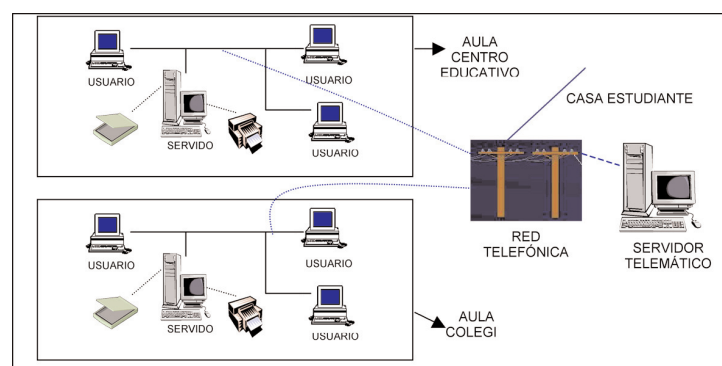 USUARIO
USUARIO
USUARIO
SERVIDO
AULA
CENTRO
EDUCATIVO
CASA ESTUDIANTE
RED
TELEFÓNICA
SERVIDOR
TELEMÁTICO
USUARIO
USUARIO
USUARIO
SERVIDO
AULA
COLEGI